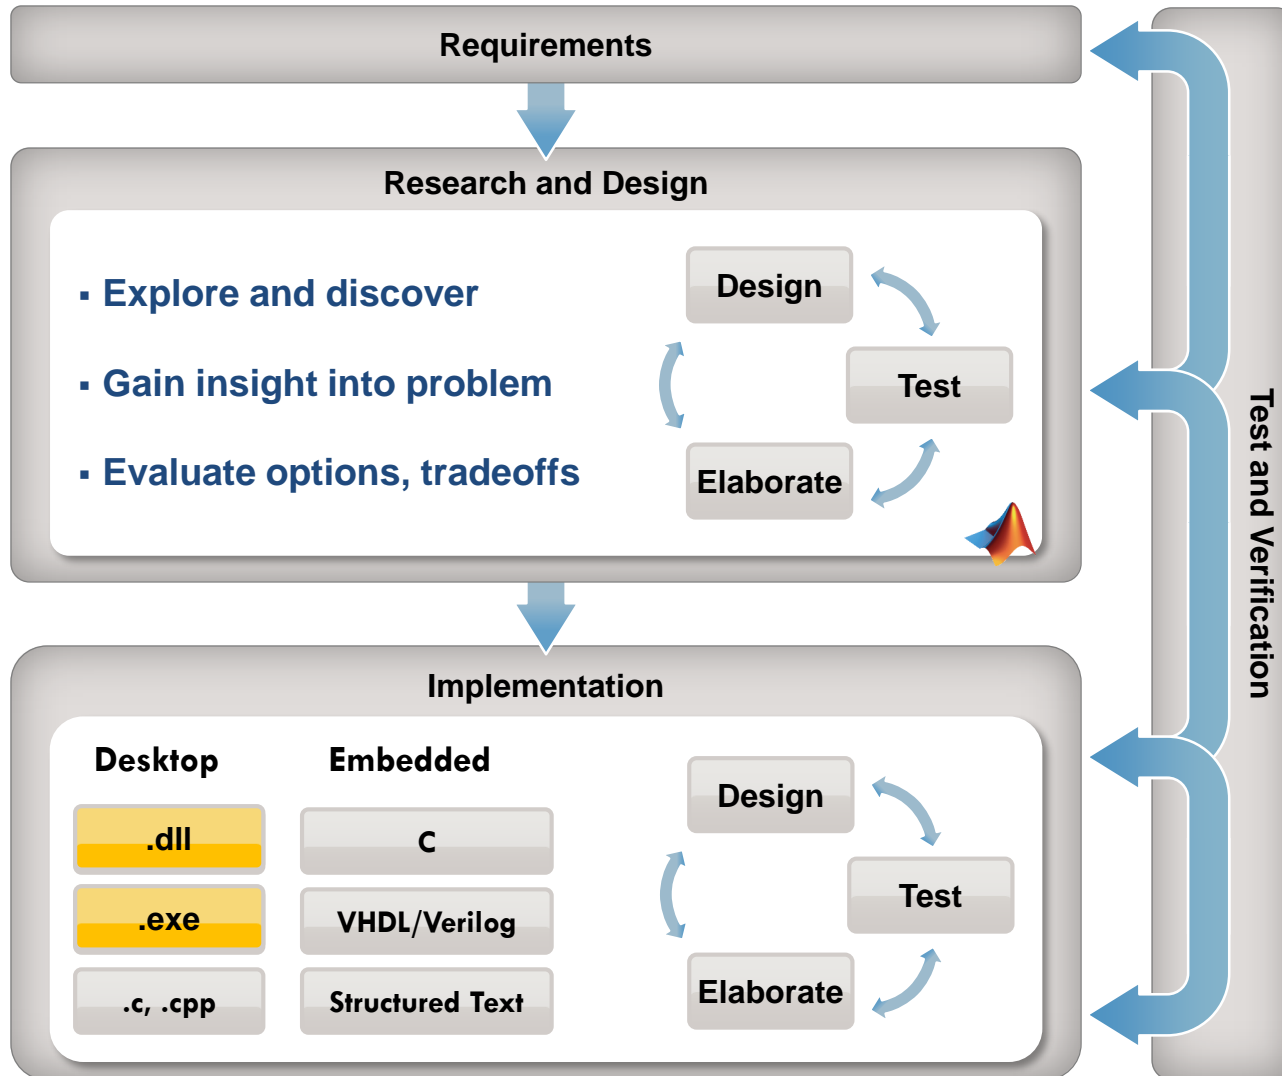 Requirements
Research and Design
▪ Explore and discover
▪ Gain insight into problem
▪ Evaluate options, tradeoffs
Design
Test
Elaborate
Implementation
Desktop
Embedded
.dll
C
.exe
VHDL/Verilog
.c, .cpp
Structured Text
Design
Test
Elaborate
Test and Verification